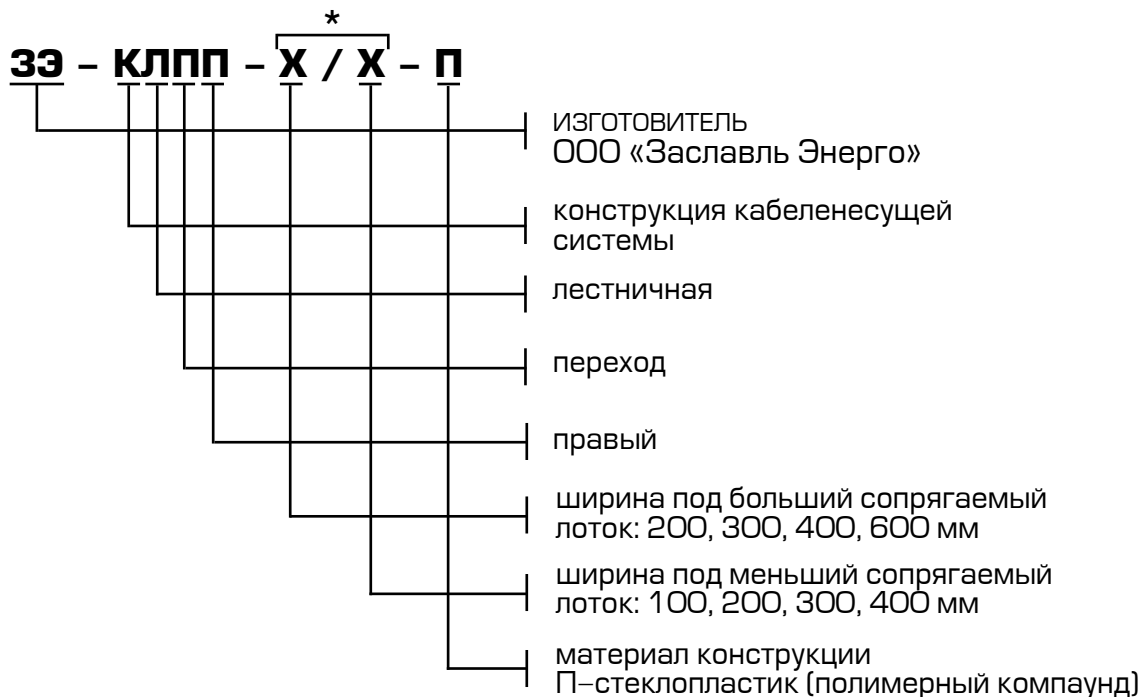 *
ЗЭ – КЛПП – Х / Х – П
ИЗГОТОВИТЕЛЬ
ООО «Заславль Энерго»
конструкция кабеленесущей
системы
лестничная
переход
правый
ширина под больший сопрягаемый
лоток: 200, 300, 400, 600 мм
ширина под меньший сопрягаемый
лоток: 100, 200, 300, 400 мм
материал конструкции
П–стеклопластик (полимерный компаунд)